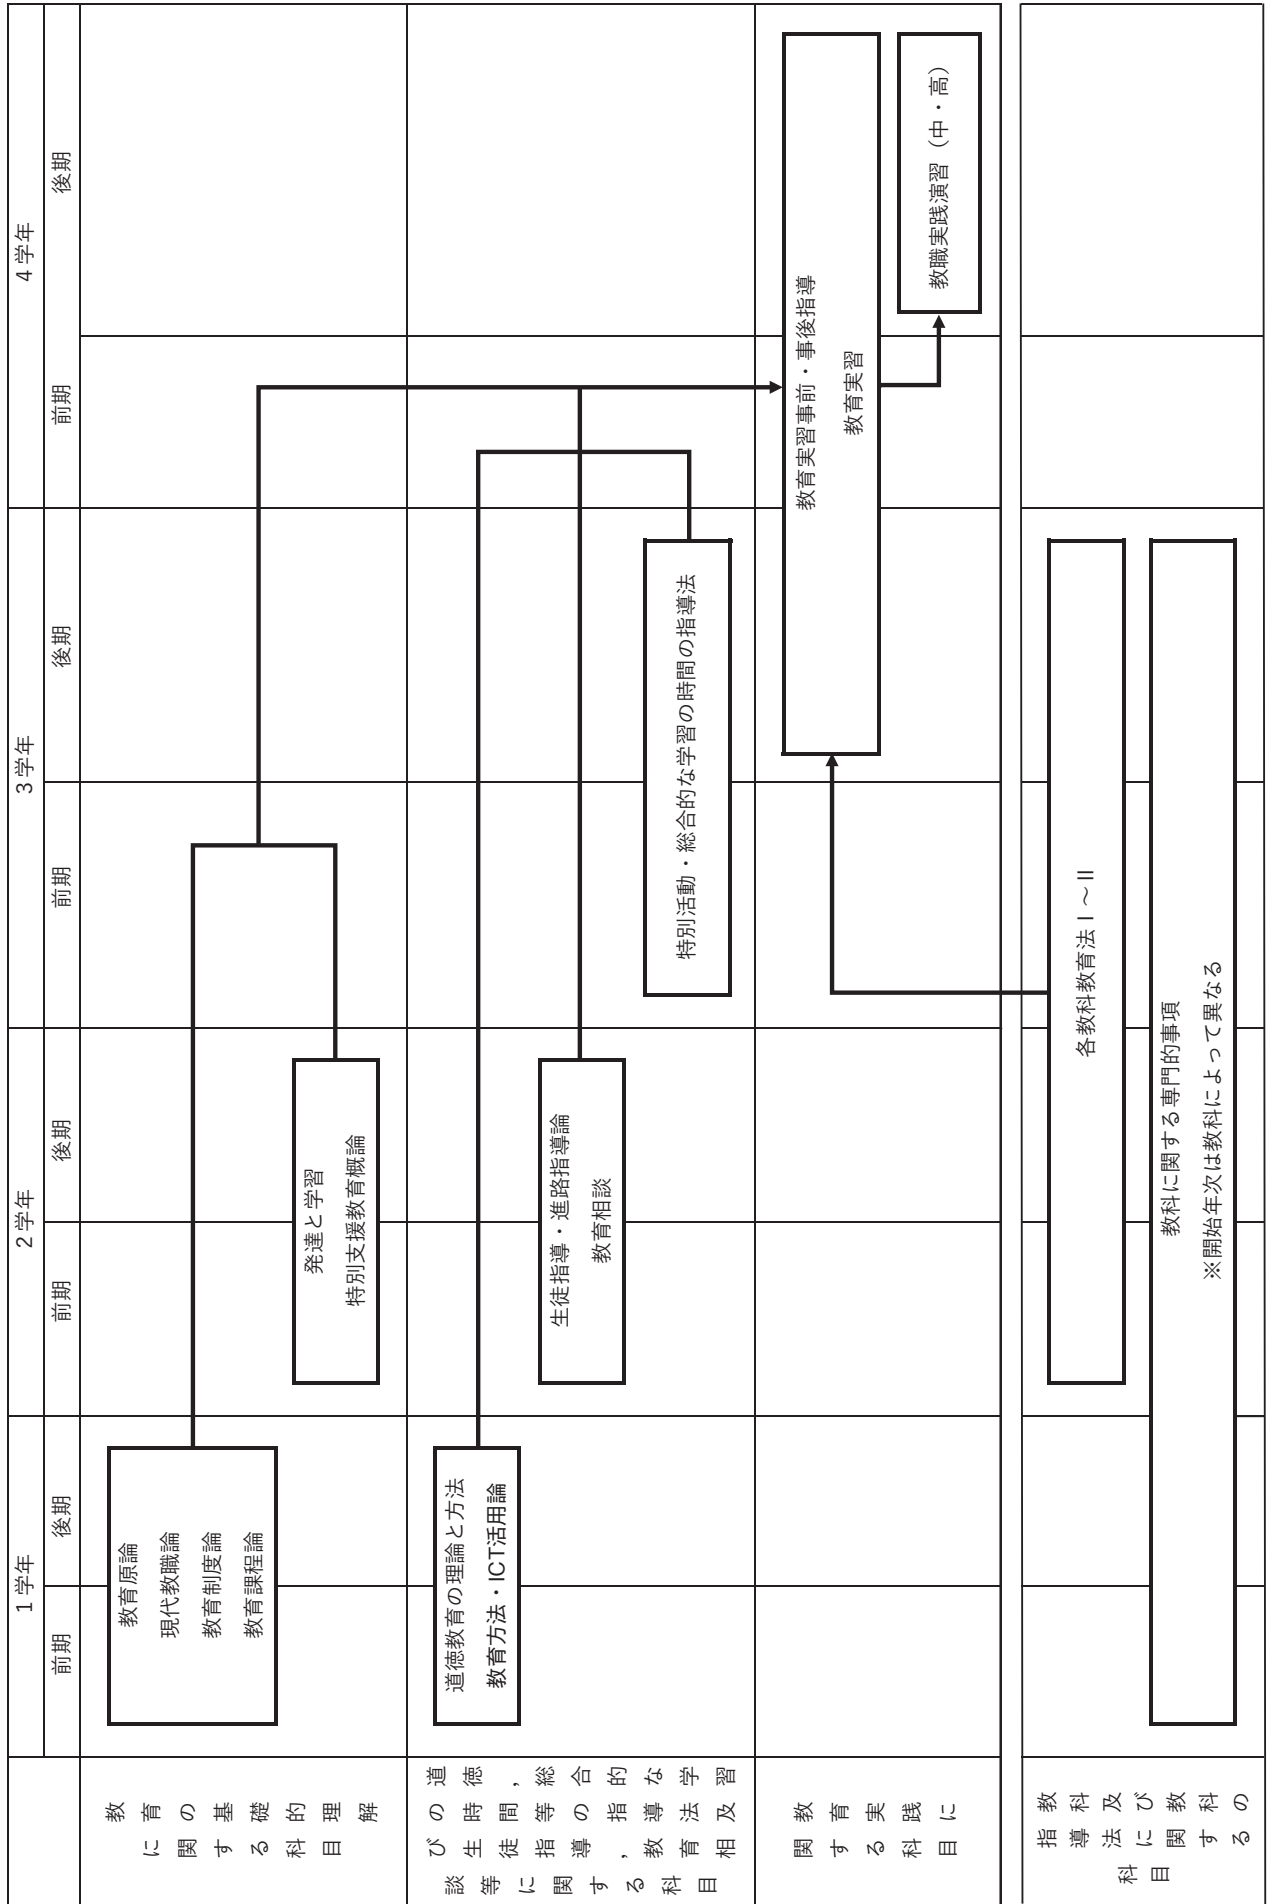 1学年
2学年
3学年
4学年
前期
後期
前期
後期
前期
後期
前期
後期
教育の基礎的理解
に関する科目
教育原論
現代教職論
教育制度論
教育課程論
発達と学習
特別支援教育概論
道徳，総合的な学習
の時間等の指導法及
び生徒指導，教育相
談等に関する科目
道徳教育の理論と方法
教育方法・ICT活用論
生徒指導・進路指導論
教育相談
特別活動・総合的な学習の時間の指導法
教育実践に
関する科目
教育実習事前・事後指導
教育実習
教職実践演習（中・高）
教科及び教科の
指導法に関する
科目
各教科教育法Ⅰ～Ⅱ
教科に関する専門的事項
※開始年次は教科によって異なる